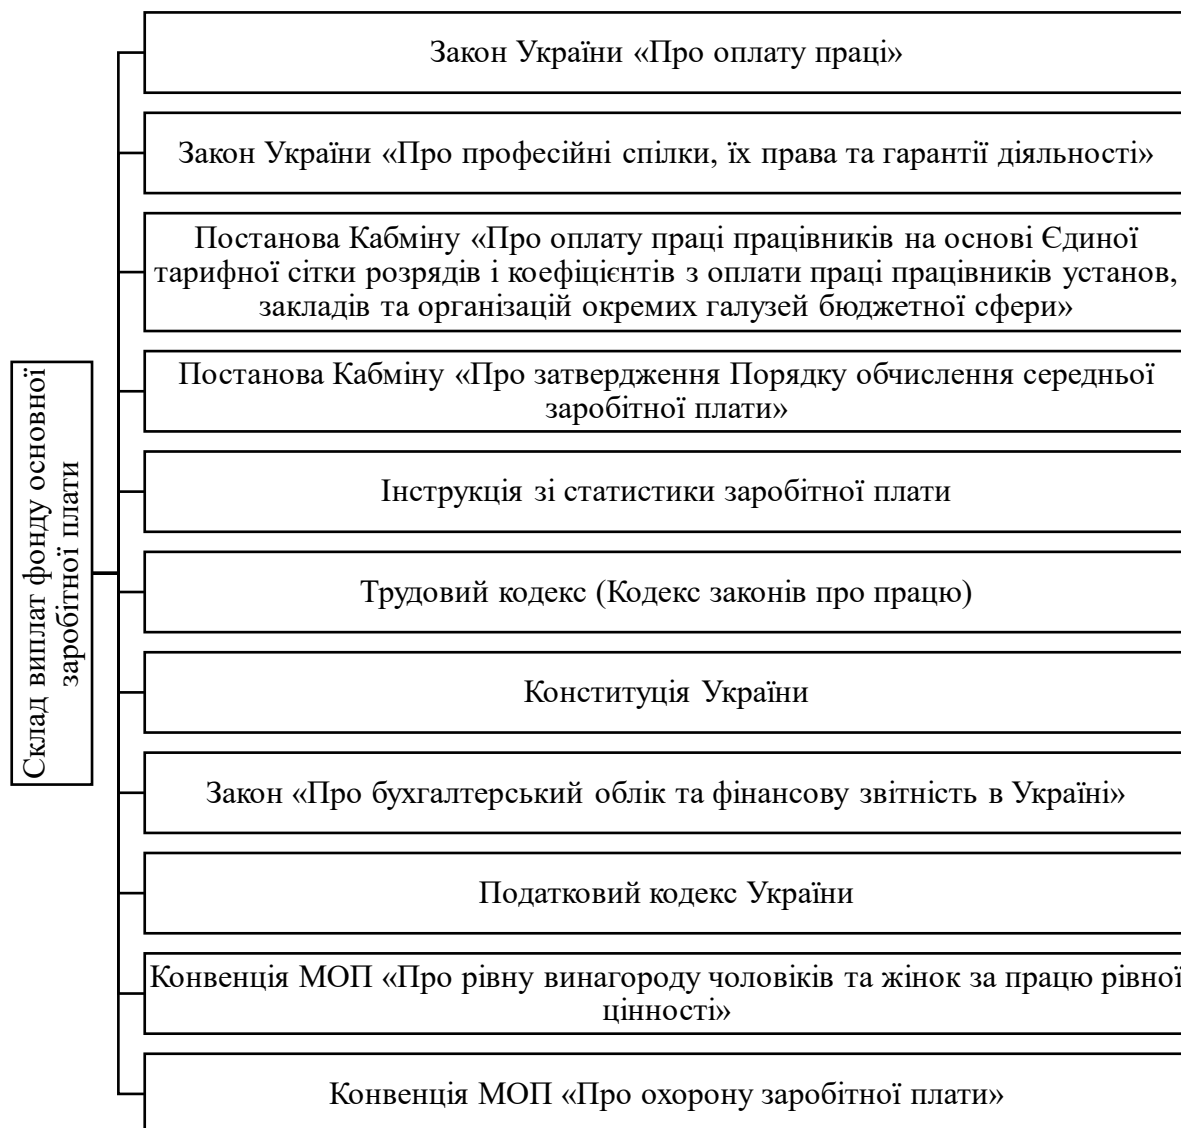 Склад виплат фонду основної
заробітної плати
Закон України «Про оплату праці»
Закон України «Про професійні спілки, їх права та гарантії діяльності»
Постанова Кабміну «Про оплату праці працівників на основі Єдиної
тарифної сітки розрядів і коефіцієнтів з оплати праці працівників установ,
закладів та організацій окремих галузей бюджетної сфери»
Постанова Кабміну «Про затвердження Порядку обчислення середньої
заробітної плати»
Інструкція зі статистики заробітної плати
Трудовий кодекс (Кодекс законів про працю)
Конституція України
Закон «Про бухгалтерський облік та фінансову звітність в Україні»
Податковий кодекс України
Конвенція МОП «Про рівну винагороду чоловіків та жінок за працю рівної
цінності»
Конвенція МОП «Про охорону заробітної плати»